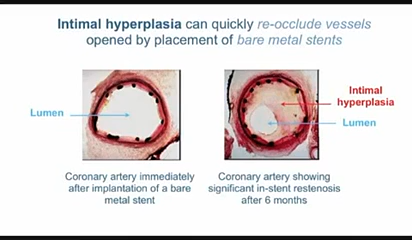 Intimal hyperplasia can quickly re-occlude vessels
opened by placement of bare metal stents
Lumen
Intimal
hyperplasia
Lumen
Coronary artery immediately
after implantation of a bare
metal stent
Coronary artery showing
significant in-stent restenosis
after 6 months